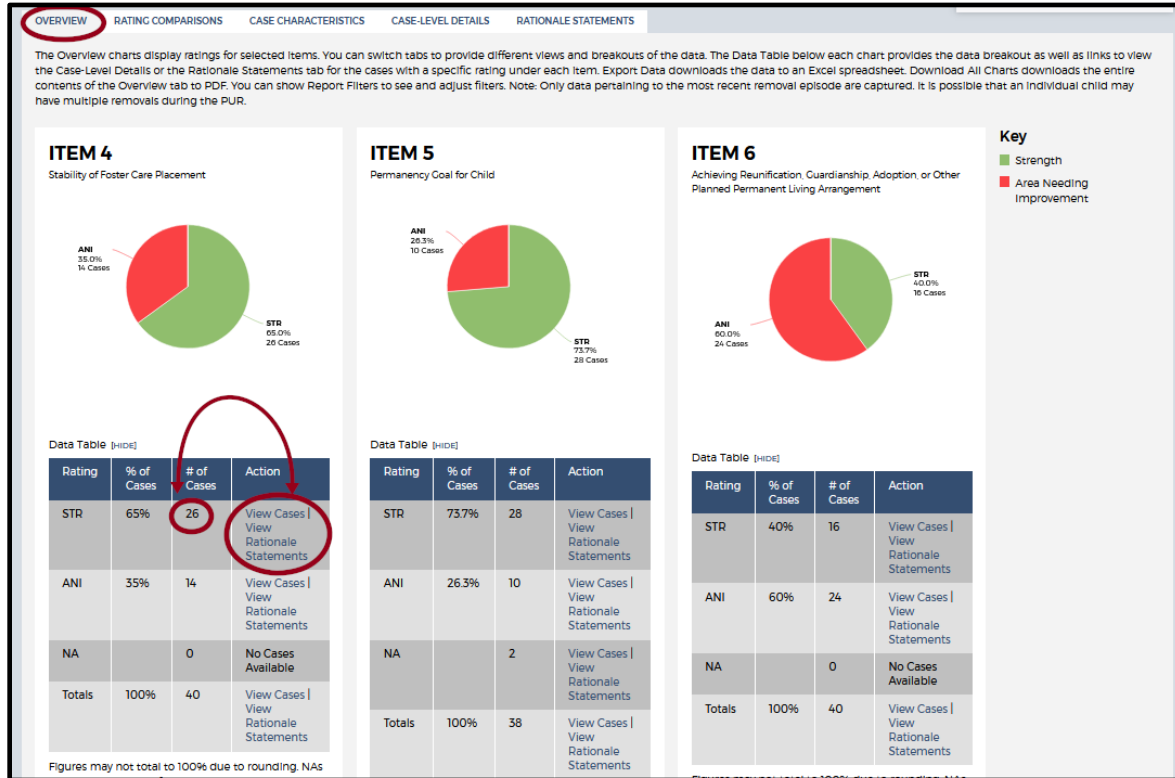 OVERVIEW RATING COMPARISONS CASE CHARACTERISTICS CASE-LEVEL DETAILS RATIONALE STATEMENTS
The Overview charts display ratings for selected items. You can switch tabs to provide different views and breakouts of the data. The Data Table below each chart provides the data breakout as well as links to view
the Case-Level Details or the Rationale Statements tab for the cases with a specific rating under each item. Export Data downloads the data to an Excel spreadsheet. Download All Charts downloads the entire
contents of the Overview tab to PDF. You can show Report Filters to see and adjust filters. Note: Only data pertaining to the most recent removal episode are captured. It is possible that an individual child may
have multiple removals during the PUR.
ITEM 4
Stability of Foster Care Placement
ANI
35.0%
14 Cases
STR
65.0%
26 Cases
Data Table [HIDE]
Rating % of Cases # of Cases Action
STR 65% 26 View Cases |
View
Rationale
Statements
ANI 35% 14 View Cases |
View
Rationale
Statements
NA 0 No Cases
Available
Totals 100% 40 View Cases |
View
Rationale
Statements
Figures may not total to 100% due to rounding. NAs
ITEM 5
Permanency Goal for Child
ANI
26.3%
10 Cases
STR
73.7%
28 Cases
Data Table [HIDE]
Rating % of Cases # of Cases Action
STR 73.7% 28 View Cases |
View
Rationale
Statements
ANI 26.3% 10 View Cases |
View
Rationale
Statements
NA 2 View Cases |
View
Rationale
Statements
Totals 100% 38 View Cases |
View
Rationale
Statements
ITEM 6
Achieving Reunification, Guardianship, Adoption, or Other
Planned Permanent Living Arrangement
STR
40.0%
16 Cases
ANI
60.0%
24 Cases
Data Table [HIDE]
Rating % of Cases # of Cases Action
STR 40% 16 View Cases |
View
Rationale
Statements
ANI 60% 24 View Cases |
View
Rationale
Statements
NA 0 No Cases
Available
Totals 100% 40 View Cases |
View
Rationale
Statements
Key
Strength
Area Needing
Improvement